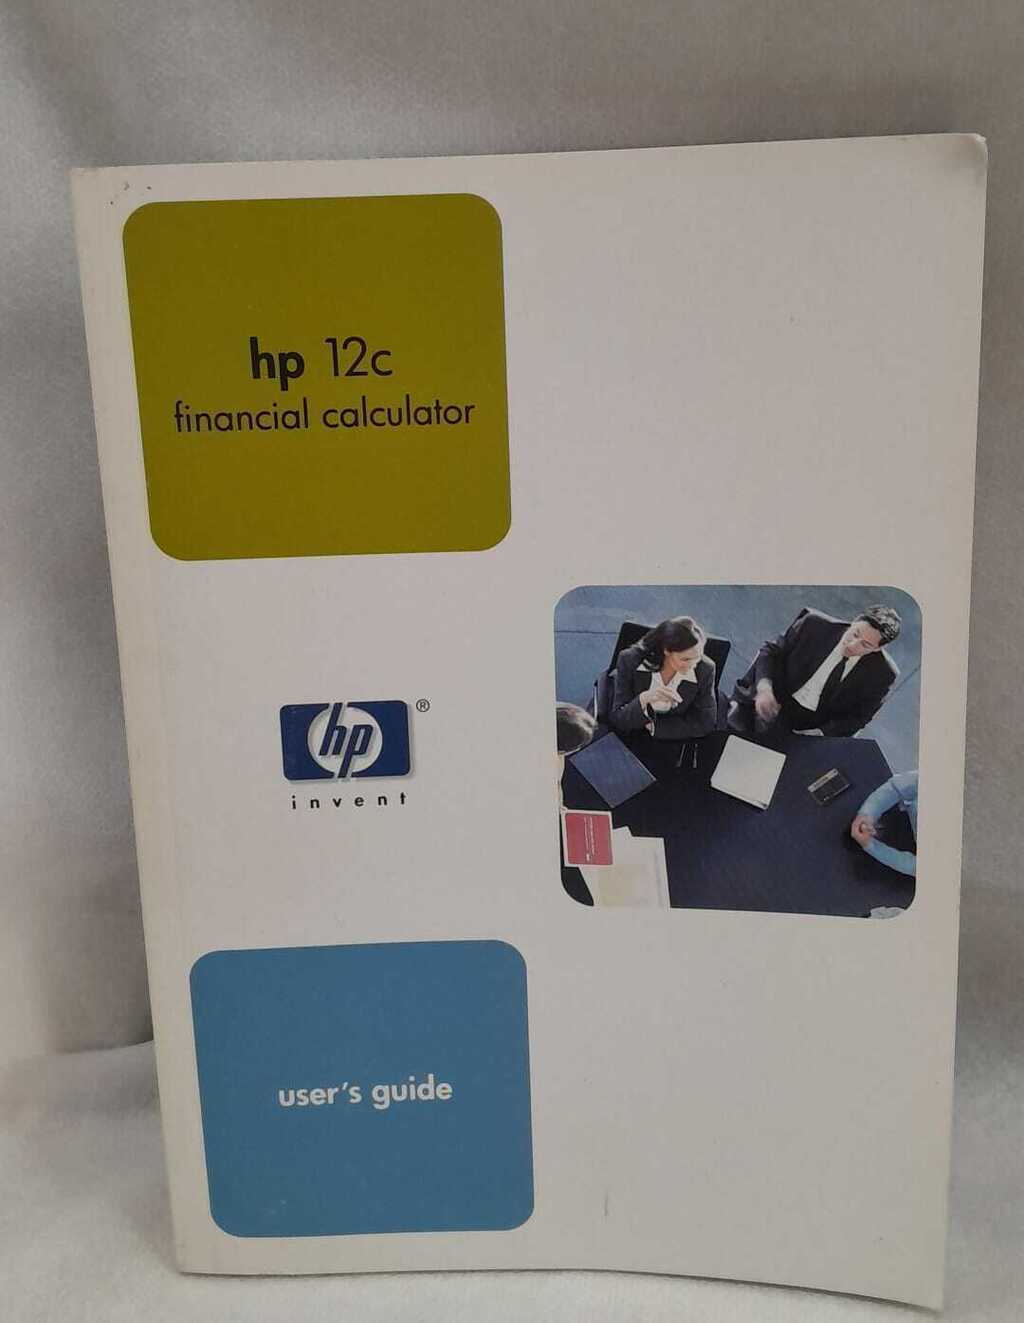 hp 12c
financial calculator
hp®
invent
user's guide